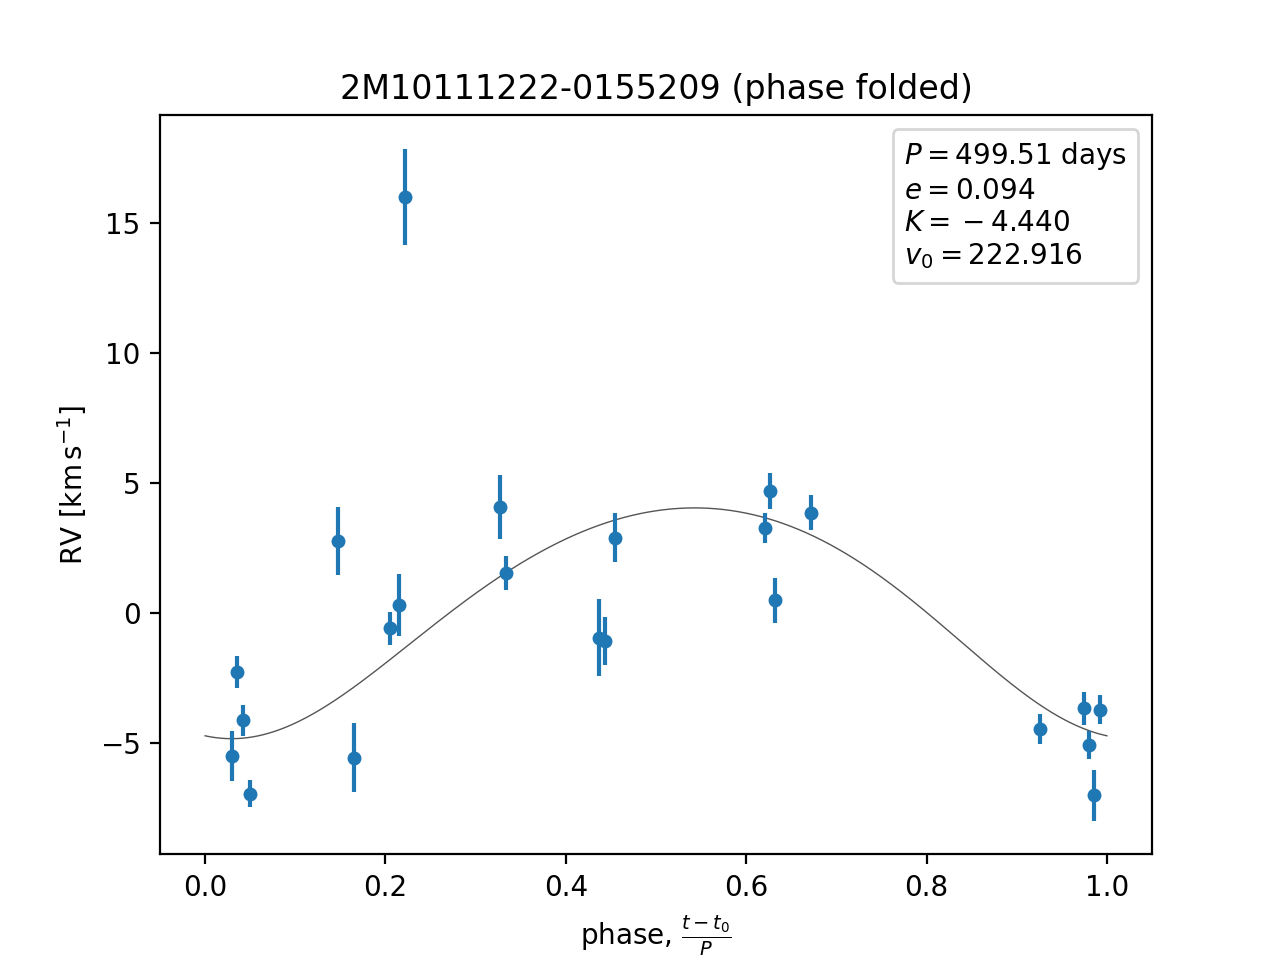 2M10111222-0155209 (phase folded)
P = 499.51 days
e = 0.094
K = −4.440
v₀ = 222.916
15
10
5
0
−5
RV [km s⁻¹]
0.0 0.2 0.4 0.6 0.8 1.0
phase, (t − t₀)/P